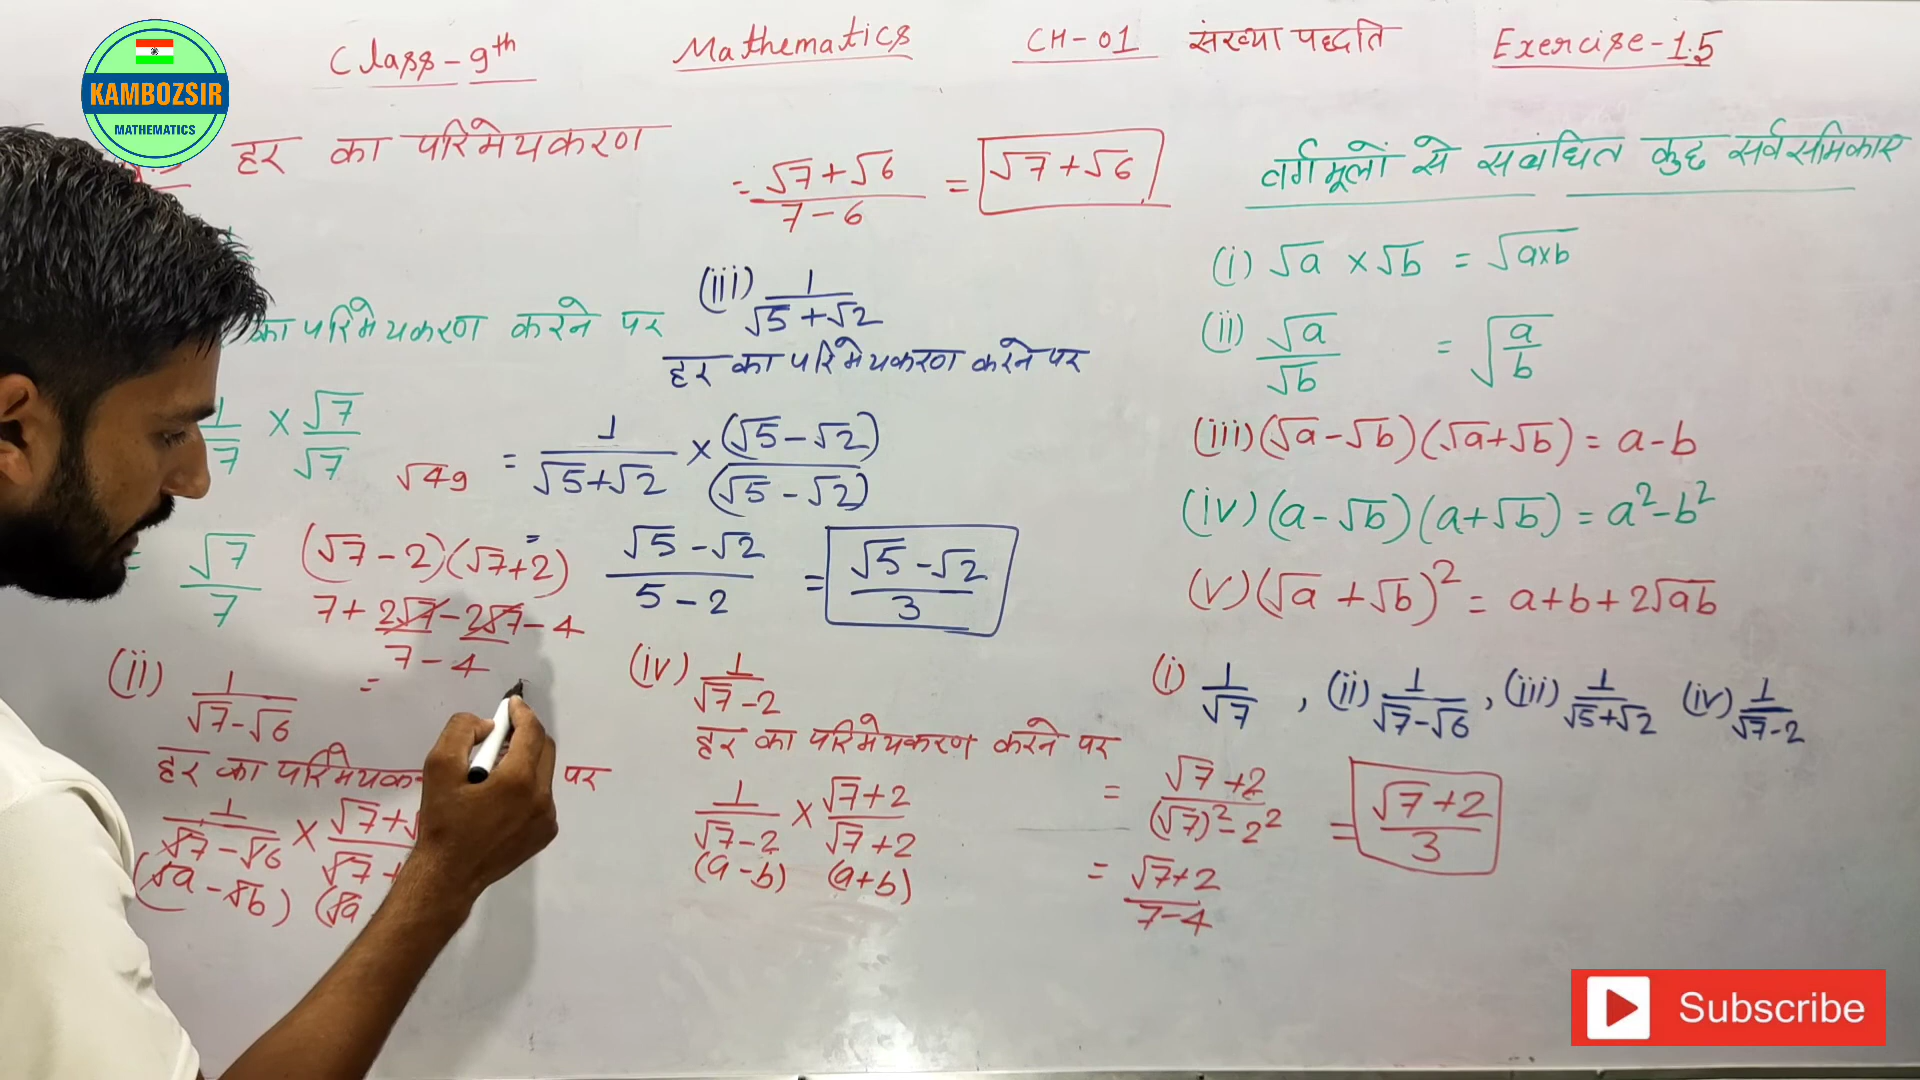 KAMBOZSIR
MATHEMATICS
Class-9th Mathematics CH-01 संख्या पद्धति Exercise-1.5
हर का परिमेयकरण
= √7+√6 / 7-6 = √7+√6
का परिमेयकरण करने पर
× √7 / √7
√49
√7 / 7
(√7-2)(√7+2)
7+2√7-2√7-4
= 7-4
(ii) 1 / √7-√6
हर का परिमेयक पर
1 / √7-√6 × √7+√ / √7+
(√a-√b) (√a
(iii) 1 / √5+√2
हर का परिमेयकरण करने पर
= 1 / √5+√2 × (√5-√2) / (√5-√2)
= √5-√2 / 5-2 = √5-√2 / 3
(iv) 1 / √7-2
हर का परिमेयकरण करने पर
1 / √7-2 × √7+2 / √7+2
(a-b) (a+b)
= √7+2 / (√7)²-2² = √7+2 / 3
= √7+2 / 7-4
वर्गमूलों से सबंधित कुछ सर्वसमिकाए
(i) √a × √b = √a×b
(ii) √a / √b = √a/b
(iii) (√a-√b)(√a+√b) = a-b
(iv) (a-√b)(a+√b) = a²-b²
(v) (√a+√b)² = a+b+2√ab
(i) 1/√7 , (ii) 1/√7-√6 , (iii) 1/√5+√2 (iv) 1/√7-2
Subscribe